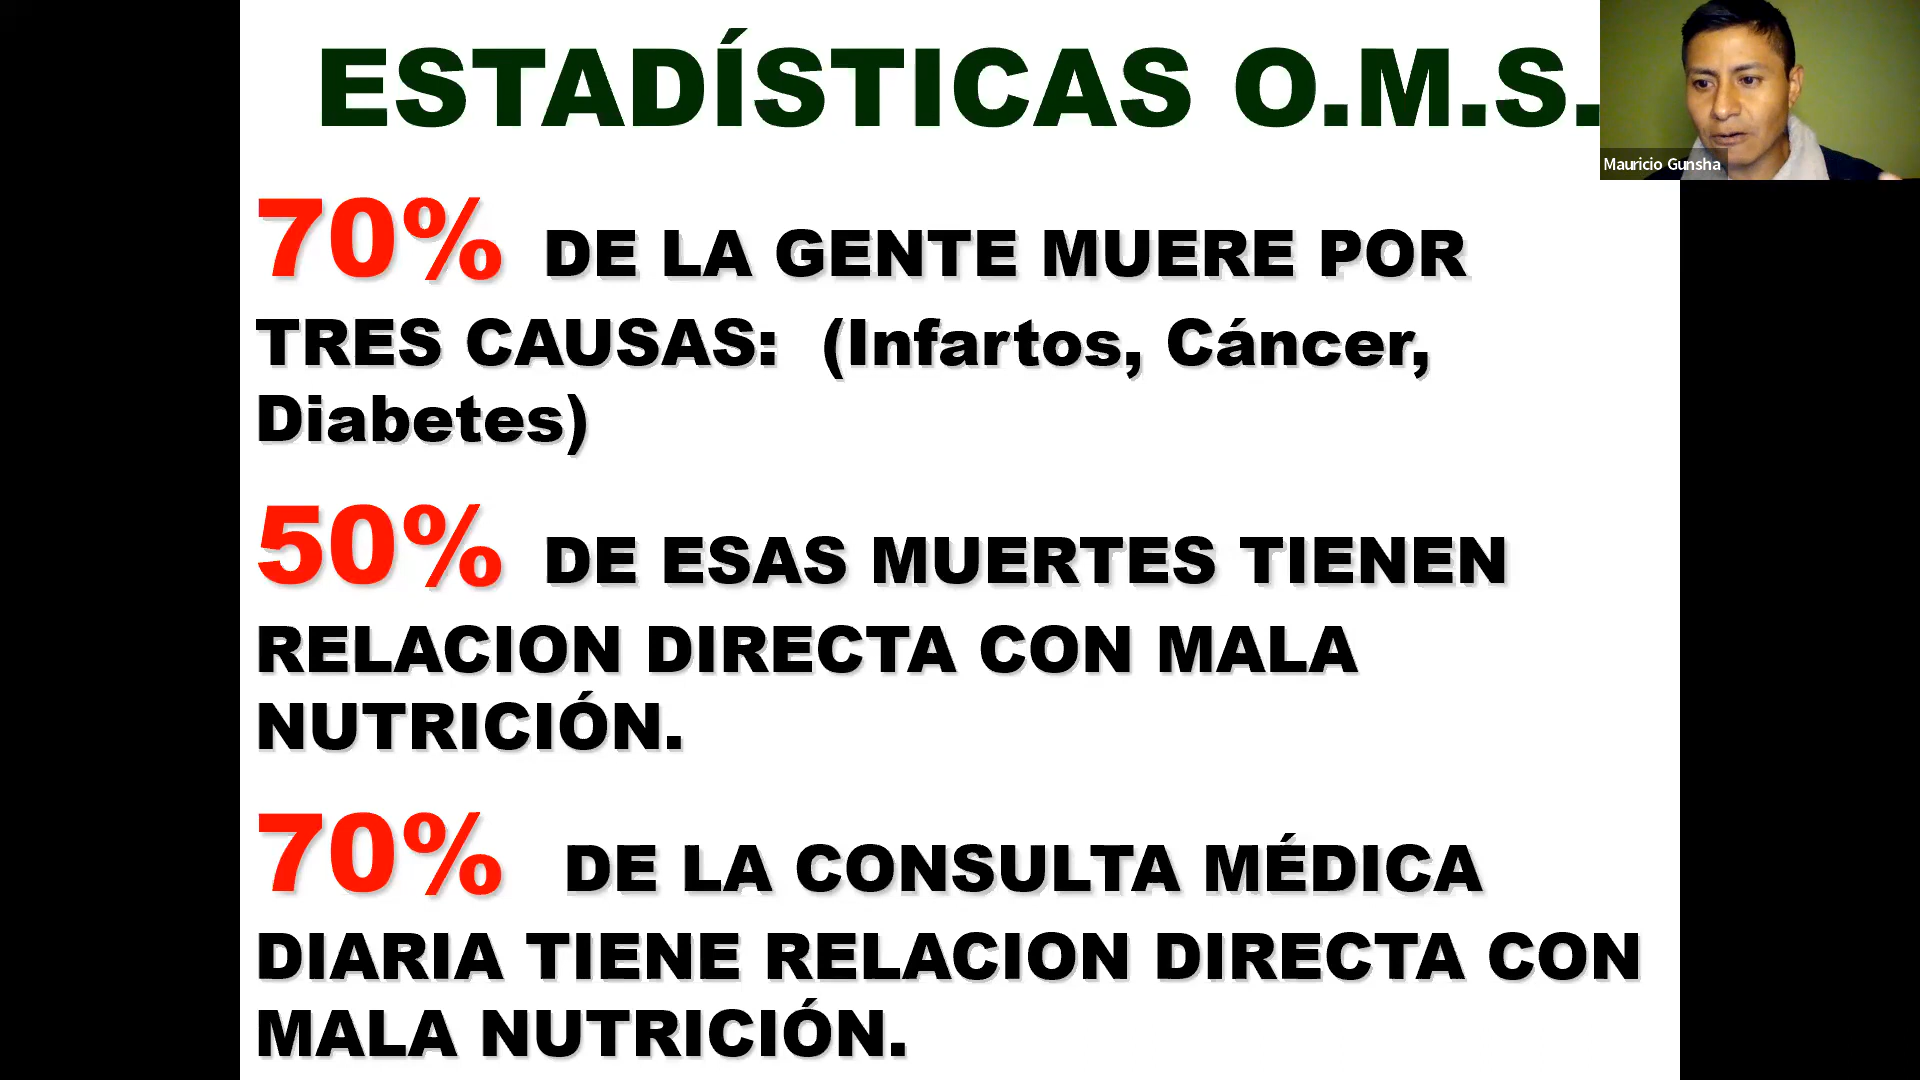 ESTADÍSTICAS O.M.S.
Mauricio Gunsha
70% DE LA GENTE MUERE POR
TRES CAUSAS: (Infartos, Cáncer,
Diabetes)
50% DE ESAS MUERTES TIENEN
RELACION DIRECTA CON MALA
NUTRICIÓN.
70% DE LA CONSULTA MÉDICA
DIARIA TIENE RELACION DIRECTA CON
MALA NUTRICIÓN.